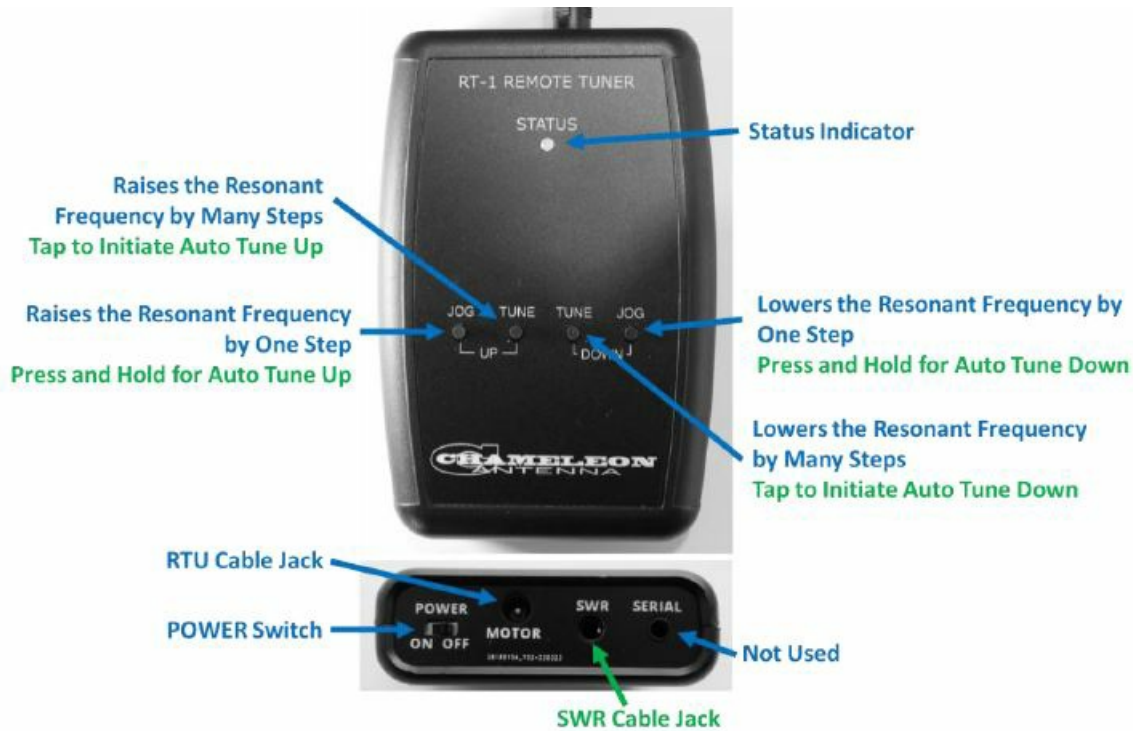 RT-1 REMOTE TUNER
STATUS
Status Indicator
Raises the Resonant
Frequency by Many Steps
Tap to Initiate Auto Tune Up
JOG TUNE TUNE JOG
UP DOWN
Raises the Resonant Frequency
by One Step
Press and Hold for Auto Tune Up
Lowers the Resonant Frequency by
One Step
Press and Hold for Auto Tune Down
Lowers the Resonant Frequency
by Many Steps
Tap to Initiate Auto Tune Down
CHAMELEON
ANTENNA
RTU Cable Jack
POWER Switch
POWER
ON OFF
MOTOR
SWR
SERIAL
Not Used
SWR Cable Jack